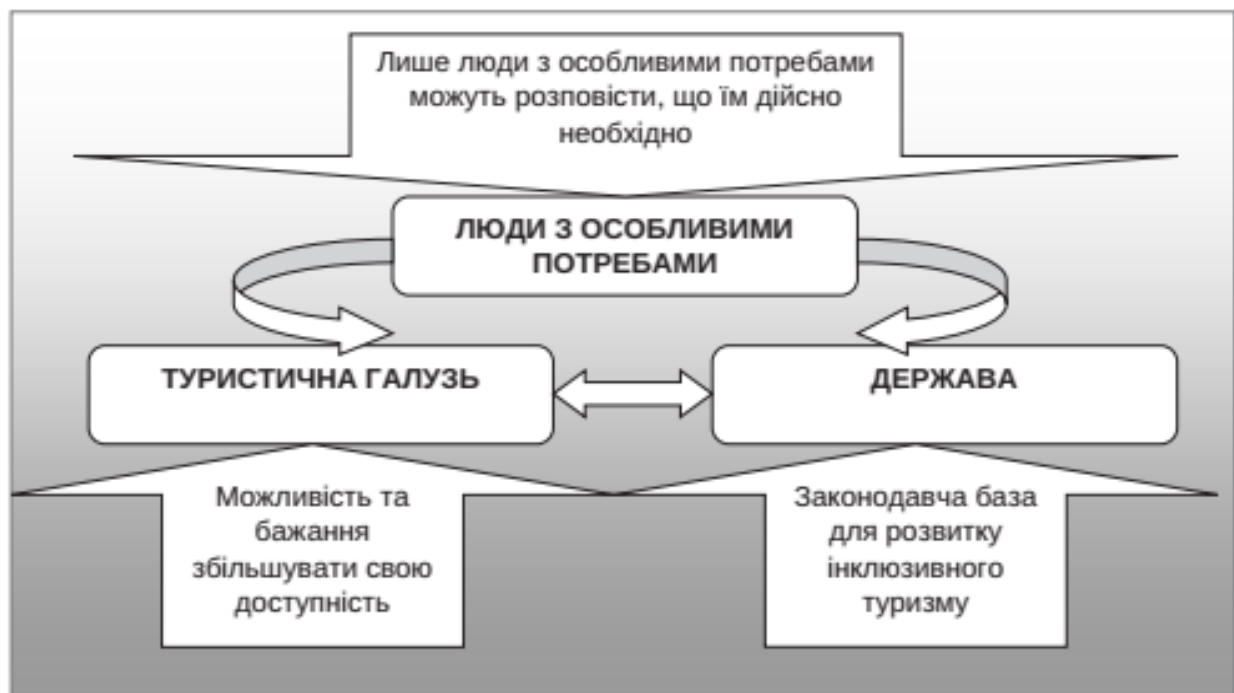 Лише люди з особливими потребами
можуть розповісти, що їм дійсно
необхідно
ЛЮДИ З ОСОБЛИВИМИ
ПОТРЕБАМИ
ТУРИСТИЧНА ГАЛУЗЬ
ДЕРЖАВА
Можливість та
бажання
збільшувати свою
доступність
Законодавча база
для розвитку
інклюзивного
туризму